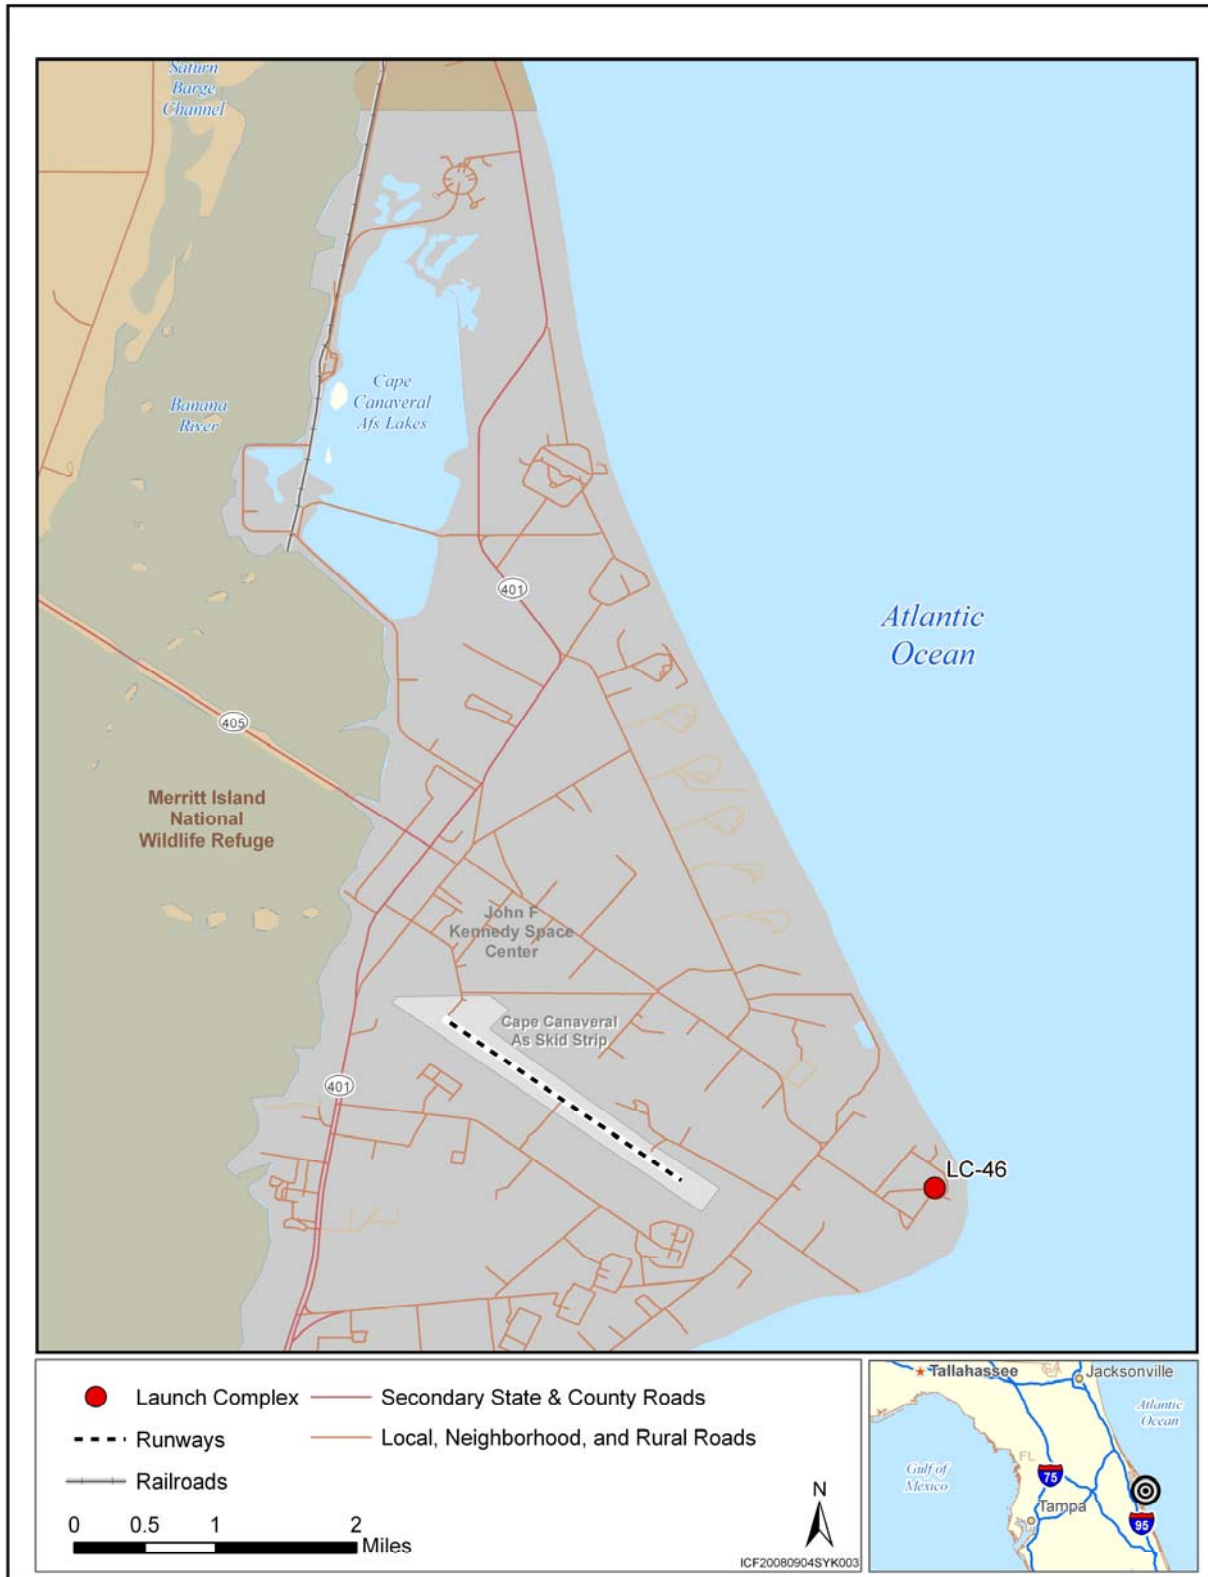 Saturn
Barge
Channel
Cape
Canaveral
Afs Lakes
Banana
River
401
Atlantic
Ocean
405
Merritt Island
National
Wildlife Refuge
John F
Kennedy Space
Center
Cape Canaveral
As Skid Strip
401
LC-46
Launch Complex
Secondary State & County Roads
Runways
Local, Neighborhood, and Rural Roads
Railroads
0 0.5 1 2
Miles
N
ICF20080904SYK003
Tallahassee
GA
Jacksonville
Atlantic
Ocean
FL
Gulf of
Mexico
75
Tampa
95